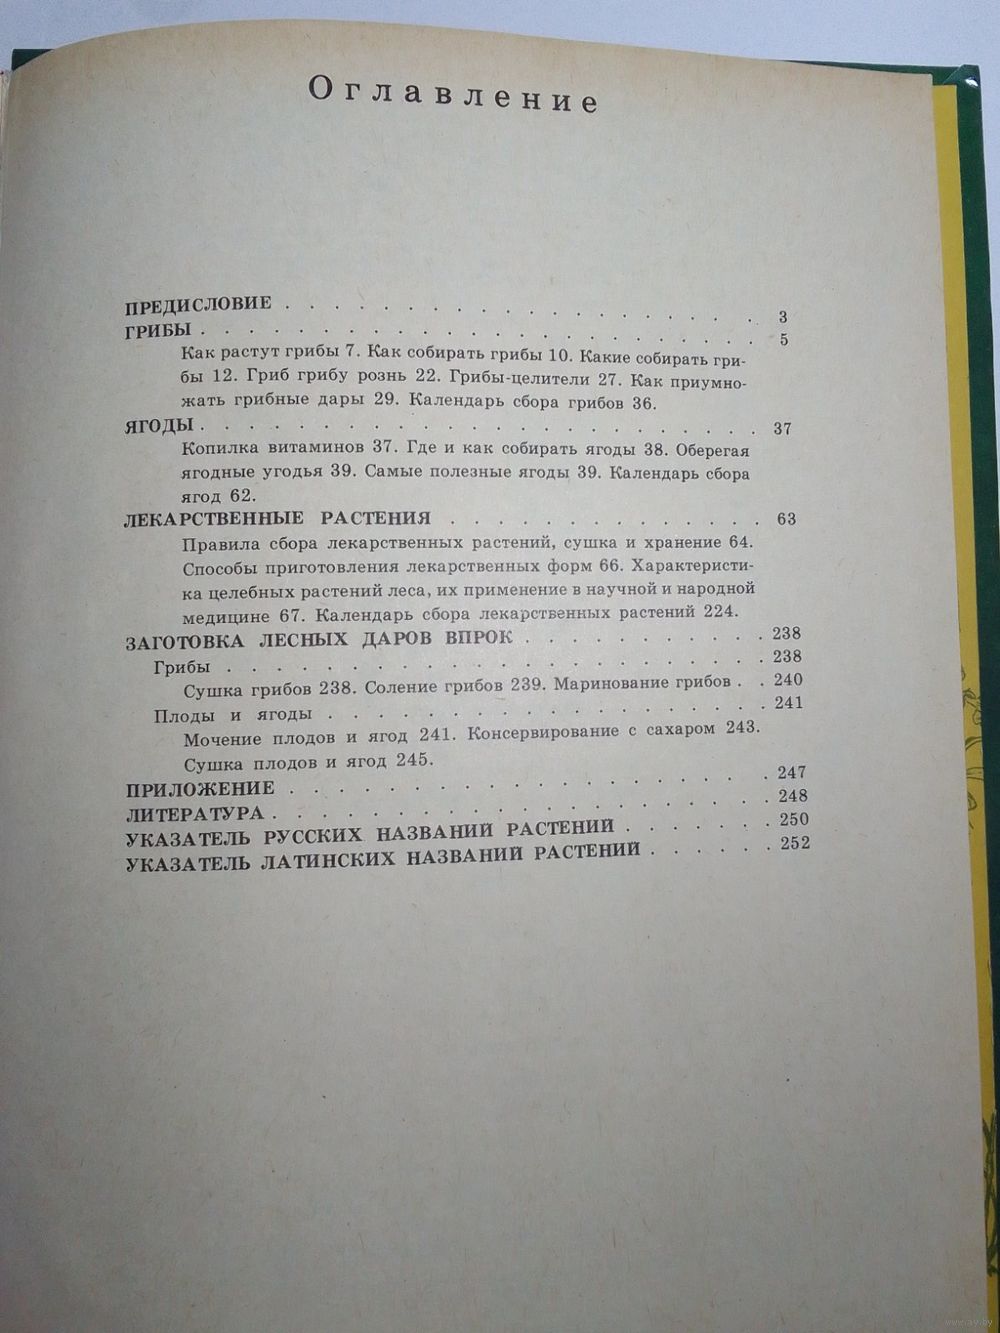 Оглавление
ПРЕДИСЛОВИЕ . . . . . . . . . . . . . . . . . . . . 3
ГРИБЫ . . . . . . . . . . . . . . . . . . . . . . . 5
Как растут грибы 7. Как собирать грибы 10. Какие собирать гри-
бы 12. Гриб грибу рознь 22. Грибы-целители 27. Как приумно-
жать грибные дары 29. Календарь сбора грибов 36.
ЯГОДЫ . . . . . . . . . . . . . . . . . . . . . . . 37
Копилка витаминов 37. Где и как собирать ягоды 38. Оберегая
ягодные угодья 39. Самые полезные ягоды 39. Календарь сбора
ягод 62.
ЛЕКАРСТВЕННЫЕ РАСТЕНИЯ . . . . . . . . . . . . . . 63
Правила сбора лекарственных растений, сушка и хранение 64.
Способы приготовления лекарственных форм 66. Характеристи-
ка целебных растений леса, их применение в научной и народной
медицине 67. Календарь сбора лекарственных растений 224.
ЗАГОТОВКА ЛЕСНЫХ ДАРОВ ВПРОК . . . . . . . . . . . 238
Грибы . . . . . . . . . . . . . . . . . . . . . . . 238
Сушка грибов 238. Соление грибов 239. Маринование грибов . . 240
Плоды и ягоды . . . . . . . . . . . . . . . . . . . 241
Мочение плодов и ягод 241. Консервирование с сахаром 243.
Сушка плодов и ягод 245.
ПРИЛОЖЕНИЕ . . . . . . . . . . . . . . . . . . . . 247
ЛИТЕРАТУРА . . . . . . . . . . . . . . . . . . . . 248
УКАЗАТЕЛЬ РУССКИХ НАЗВАНИЙ РАСТЕНИЙ . . . . . . . 250
УКАЗАТЕЛЬ ЛАТИНСКИХ НАЗВАНИЙ РАСТЕНИЙ . . . . . . 252
www.ay.by